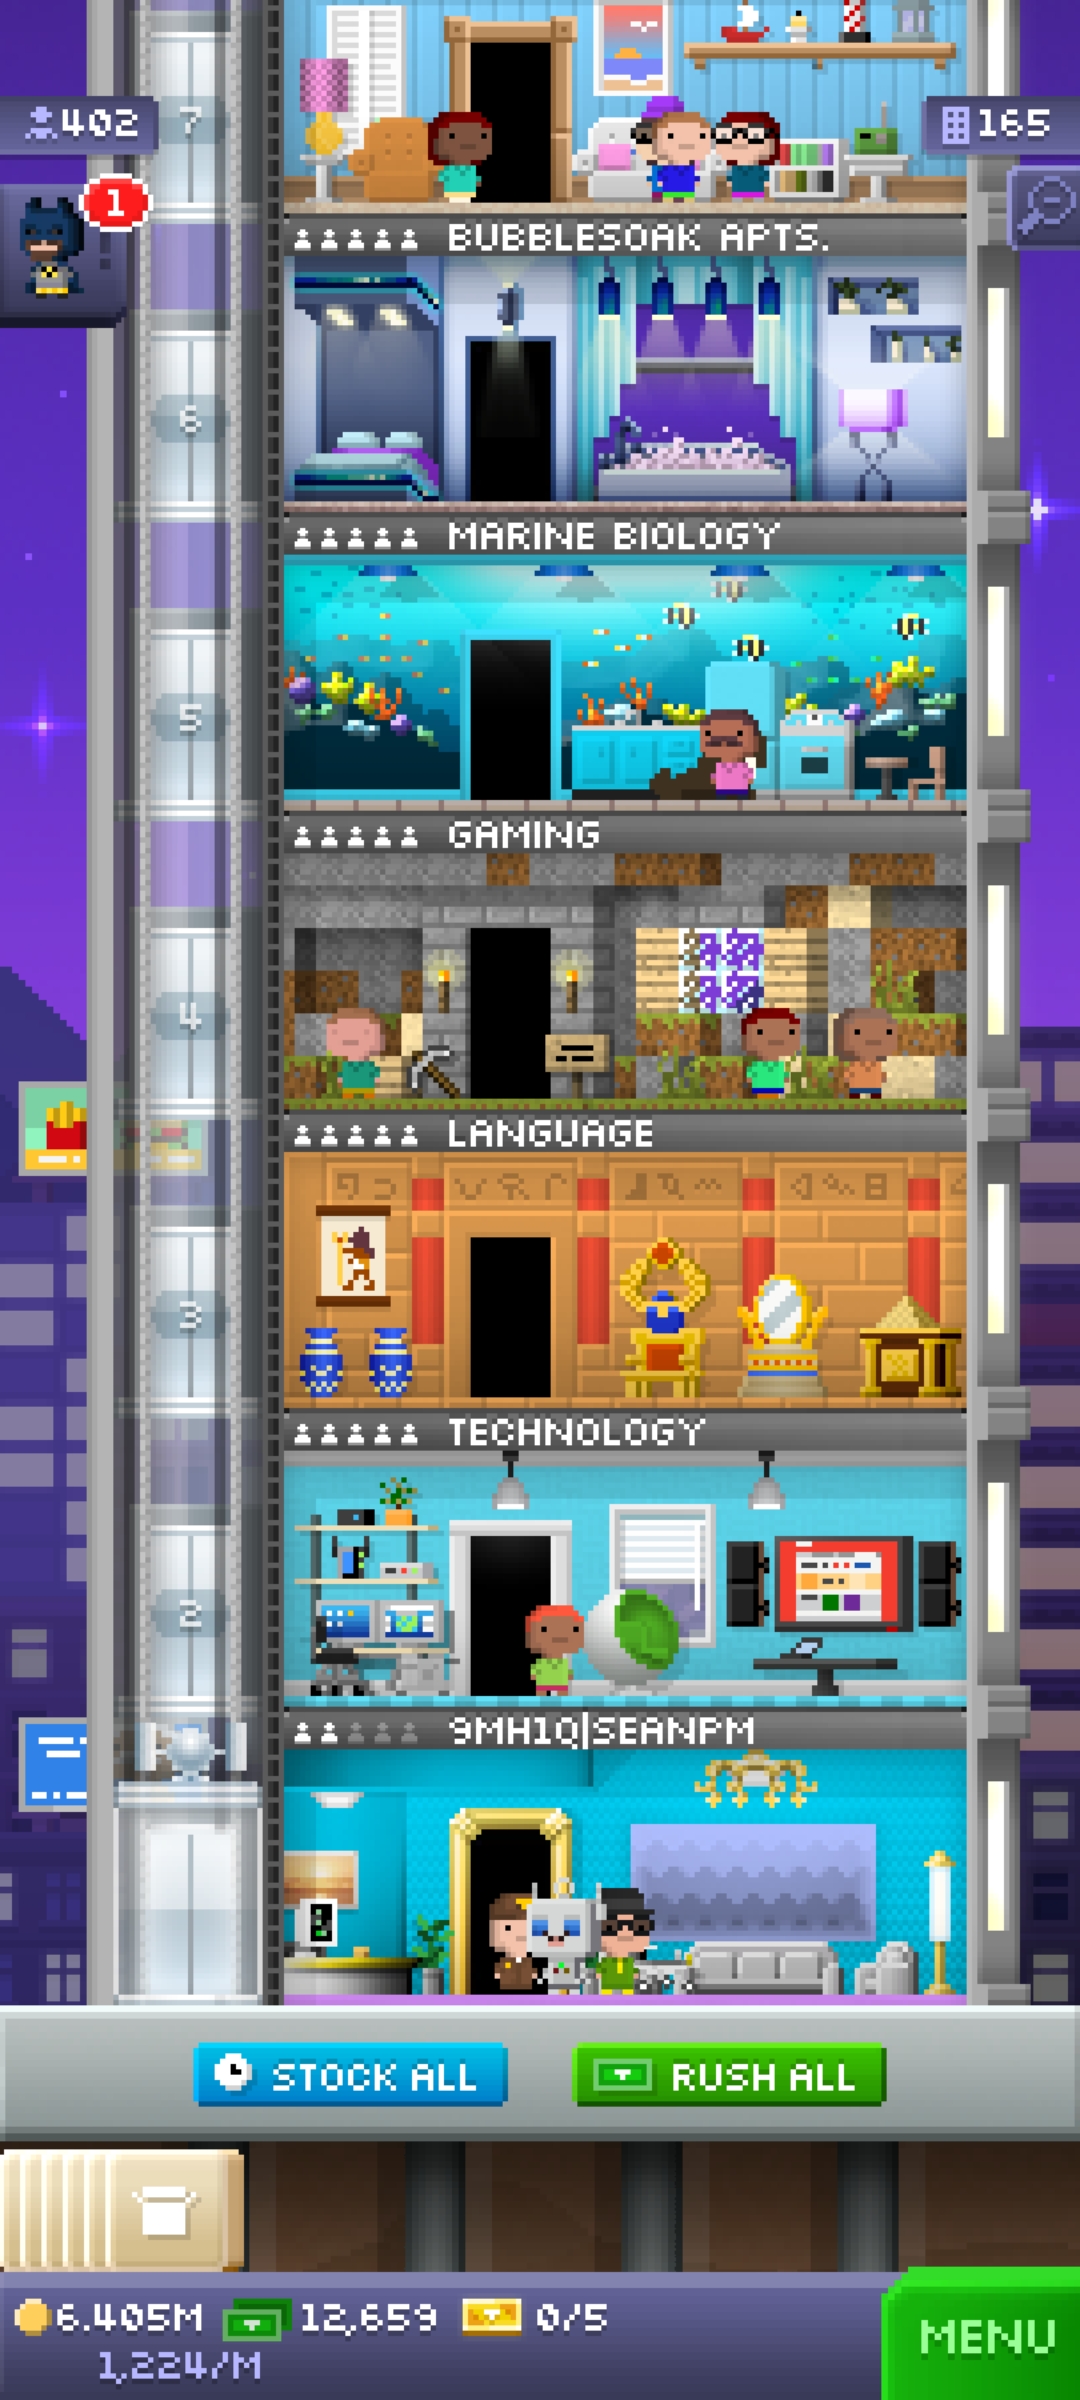 7
402
165
1
BUBBLESOAK APTS.
6
MARINE BIOLOGY
5
GAMING
4
LANGUAGE
3
TECHNOLOGY
2
9MH1Q|SEANPM
STOCK ALL
RUSH ALL
6.405M
12,659
0/5
1,224/M
MENU